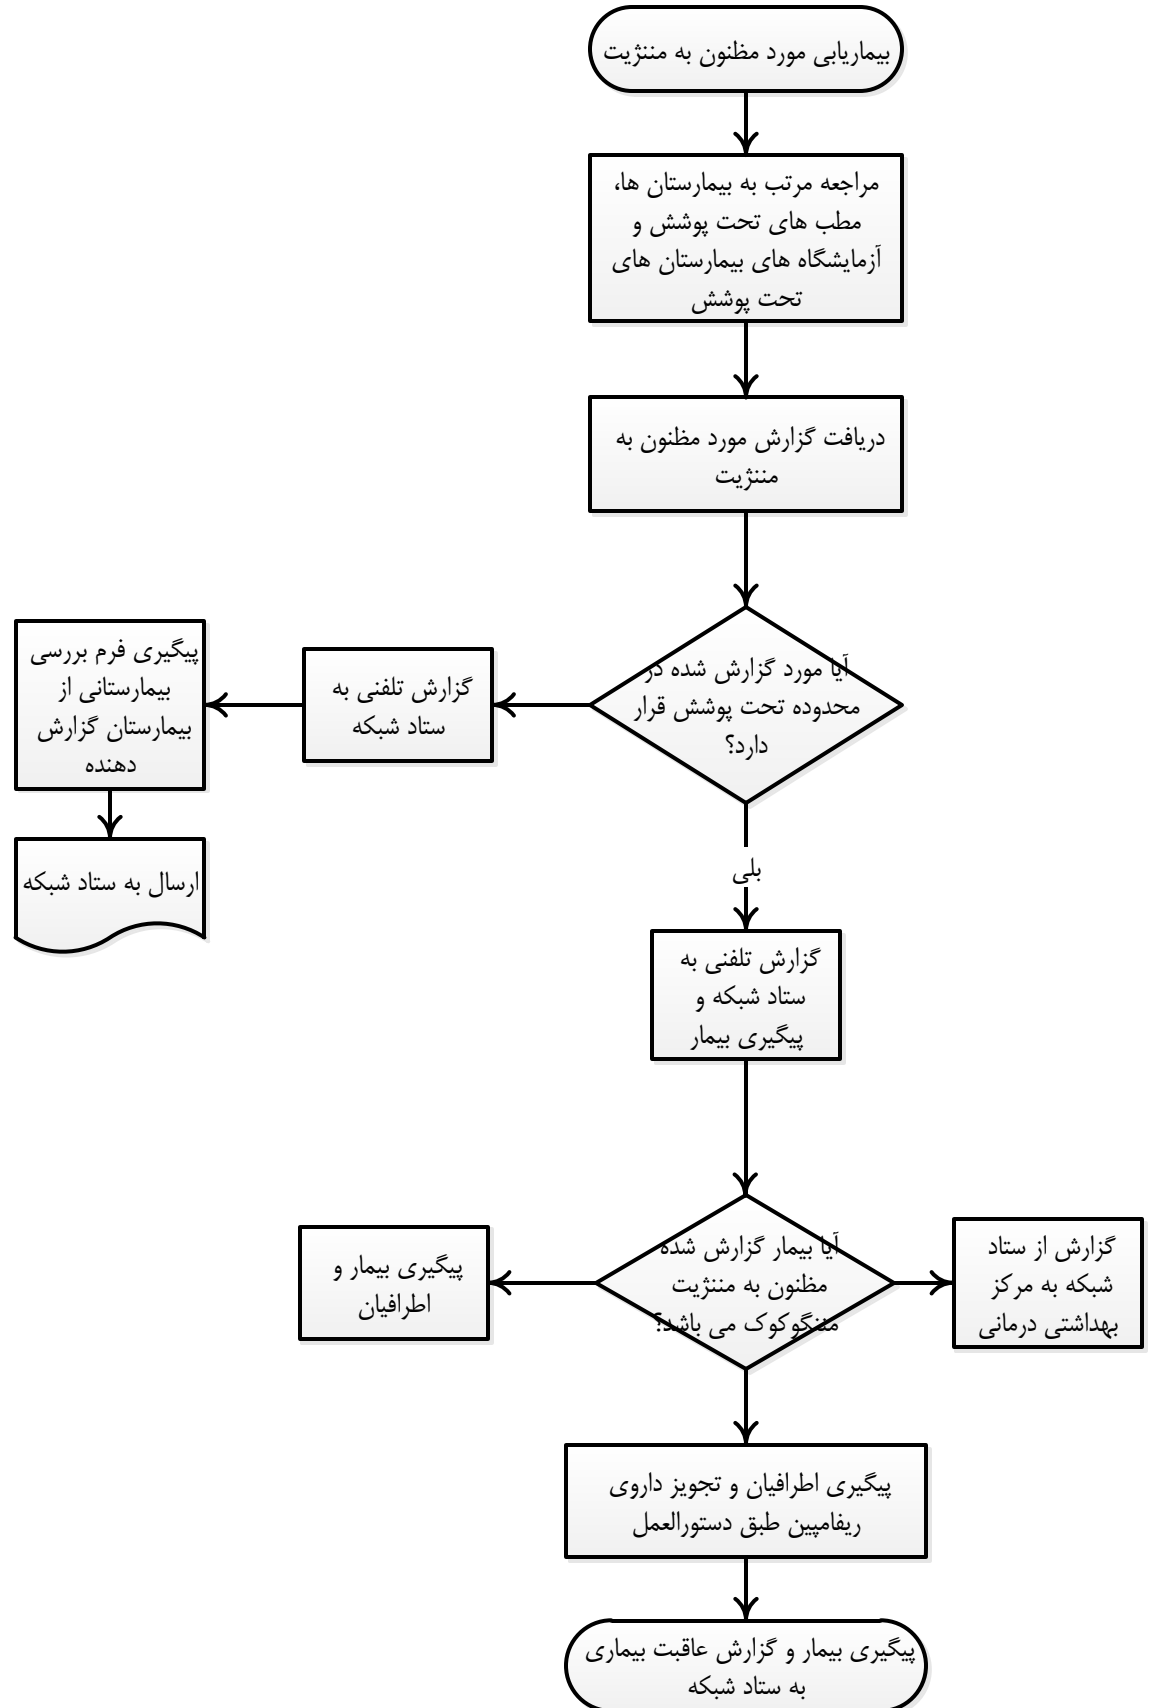 بیماریابی مورد مظنون به مننژیت
مراجعه مرتب به بیمارستان ها،
مطب های تحت پوشش و
آزمایشگاه های بیمارستان های
تحت پوشش
دریافت گزارش مورد مظنون به
مننژیت
آیا مورد گزارش شده در
محدوده تحت پوشش قرار
دارد؟
گزارش تلفنی به
ستاد شبکه
پیگیری فرم بررسی
بیمارستانی از
بیمارستان گزارش
دهنده
ارسال به ستاد شبکه
بلی
گزارش تلفنی به
ستاد شبکه و
پیگیری بیمار
آیا بیمار گزارش شده
مظنون به مننژیت
مننگوکوک می باشد؟
گزارش از ستاد
شبکه به مرکز
بهداشتی درمانی
پیگیری بیمار و
اطرافیان
پیگیری اطرافیان و تجویز داروی
ریفامپین طبق دستورالعمل
پیگیری بیمار و گزارش عاقبت بیماری
به ستاد شبکه